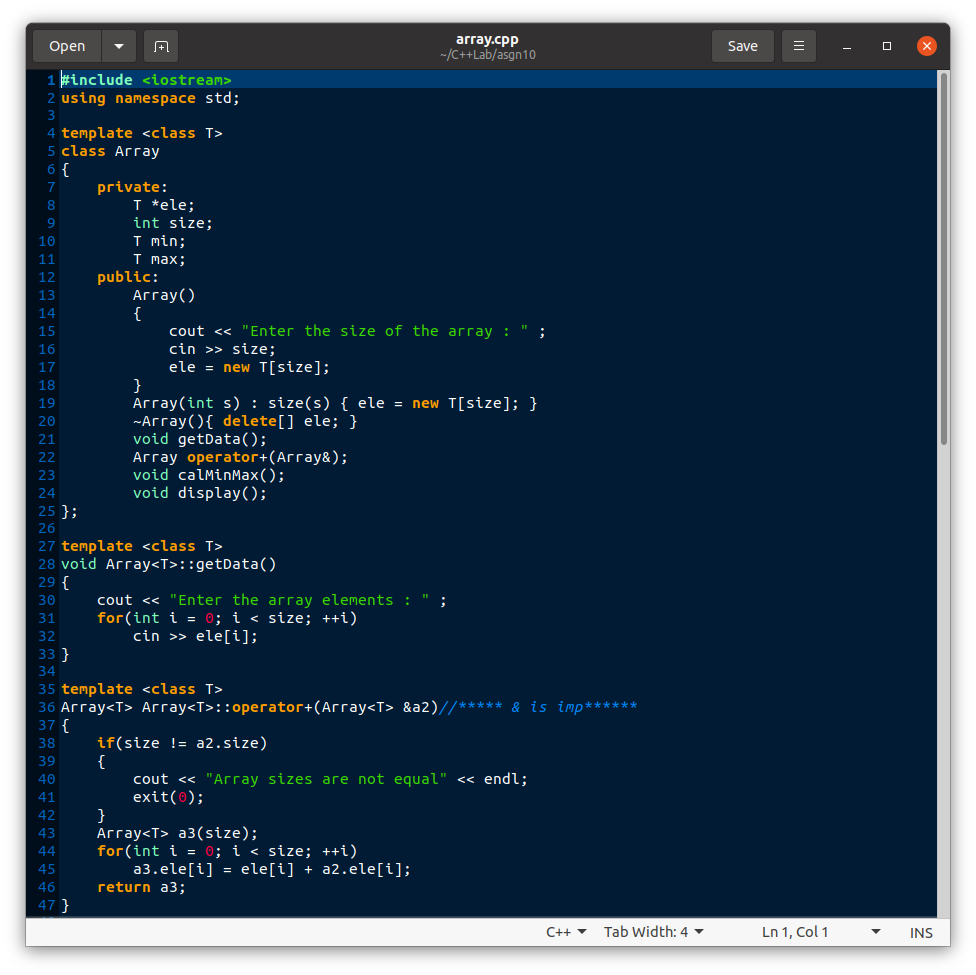 Open
array.cpp
~/C++Lab/asgn10
Save
1 #include <iostream>
2 using namespace std;
3
4 template <class T>
5 class Array
6 {
7     private:
8         T *ele;
9         int size;
10         T min;
11         T max;
12     public:
13         Array()
14         {
15             cout << "Enter the size of the array : " ;
16             cin >> size;
17             ele = new T[size];
18         }
19         Array(int s) : size(s) { ele = new T[size]; }
20         ~Array(){ delete[] ele; }
21         void getData();
22         Array operator+(Array&);
23         void calMinMax();
24         void display();
25 };
26
27 template <class T>
28 void Array<T>::getData()
29 {
30     cout << "Enter the array elements : " ;
31     for(int i = 0; i < size; ++i)
32         cin >> ele[i];
33 }
34
35 template <class T>
36 Array<T> Array<T>::operator+(Array<T> &a2)//***** & is imp******
37 {
38     if(size != a2.size)
39     {
40         cout << "Array sizes are not equal" << endl;
41         exit(0);
42     }
43     Array<T> a3(size);
44     for(int i = 0; i < size; ++i)
45         a3.ele[i] = ele[i] + a2.ele[i];
46     return a3;
47 }
C++ Tab Width: 4 Ln 1, Col 1 INS